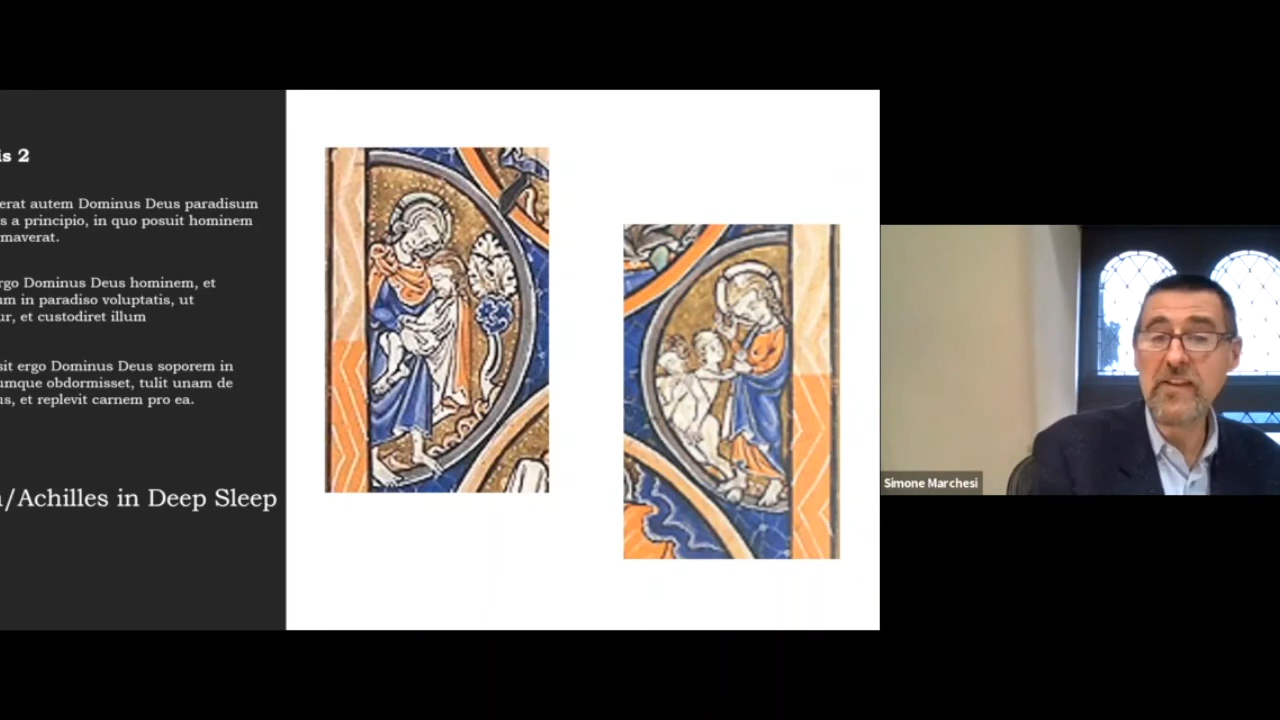 is 2
erat autem Dominus Deus paradisum
s a principio, in quo posuit hominem
maverat.
rgo Dominus Deus hominem, et
um in paradiso voluptatis, ut
ur, et custodiret illum
sit ergo Dominus Deus soporem in
umque obdormisset, tulit unam de
us, et replevit carnem pro ea.
/Achilles in Deep Sleep
Simone Marchesi